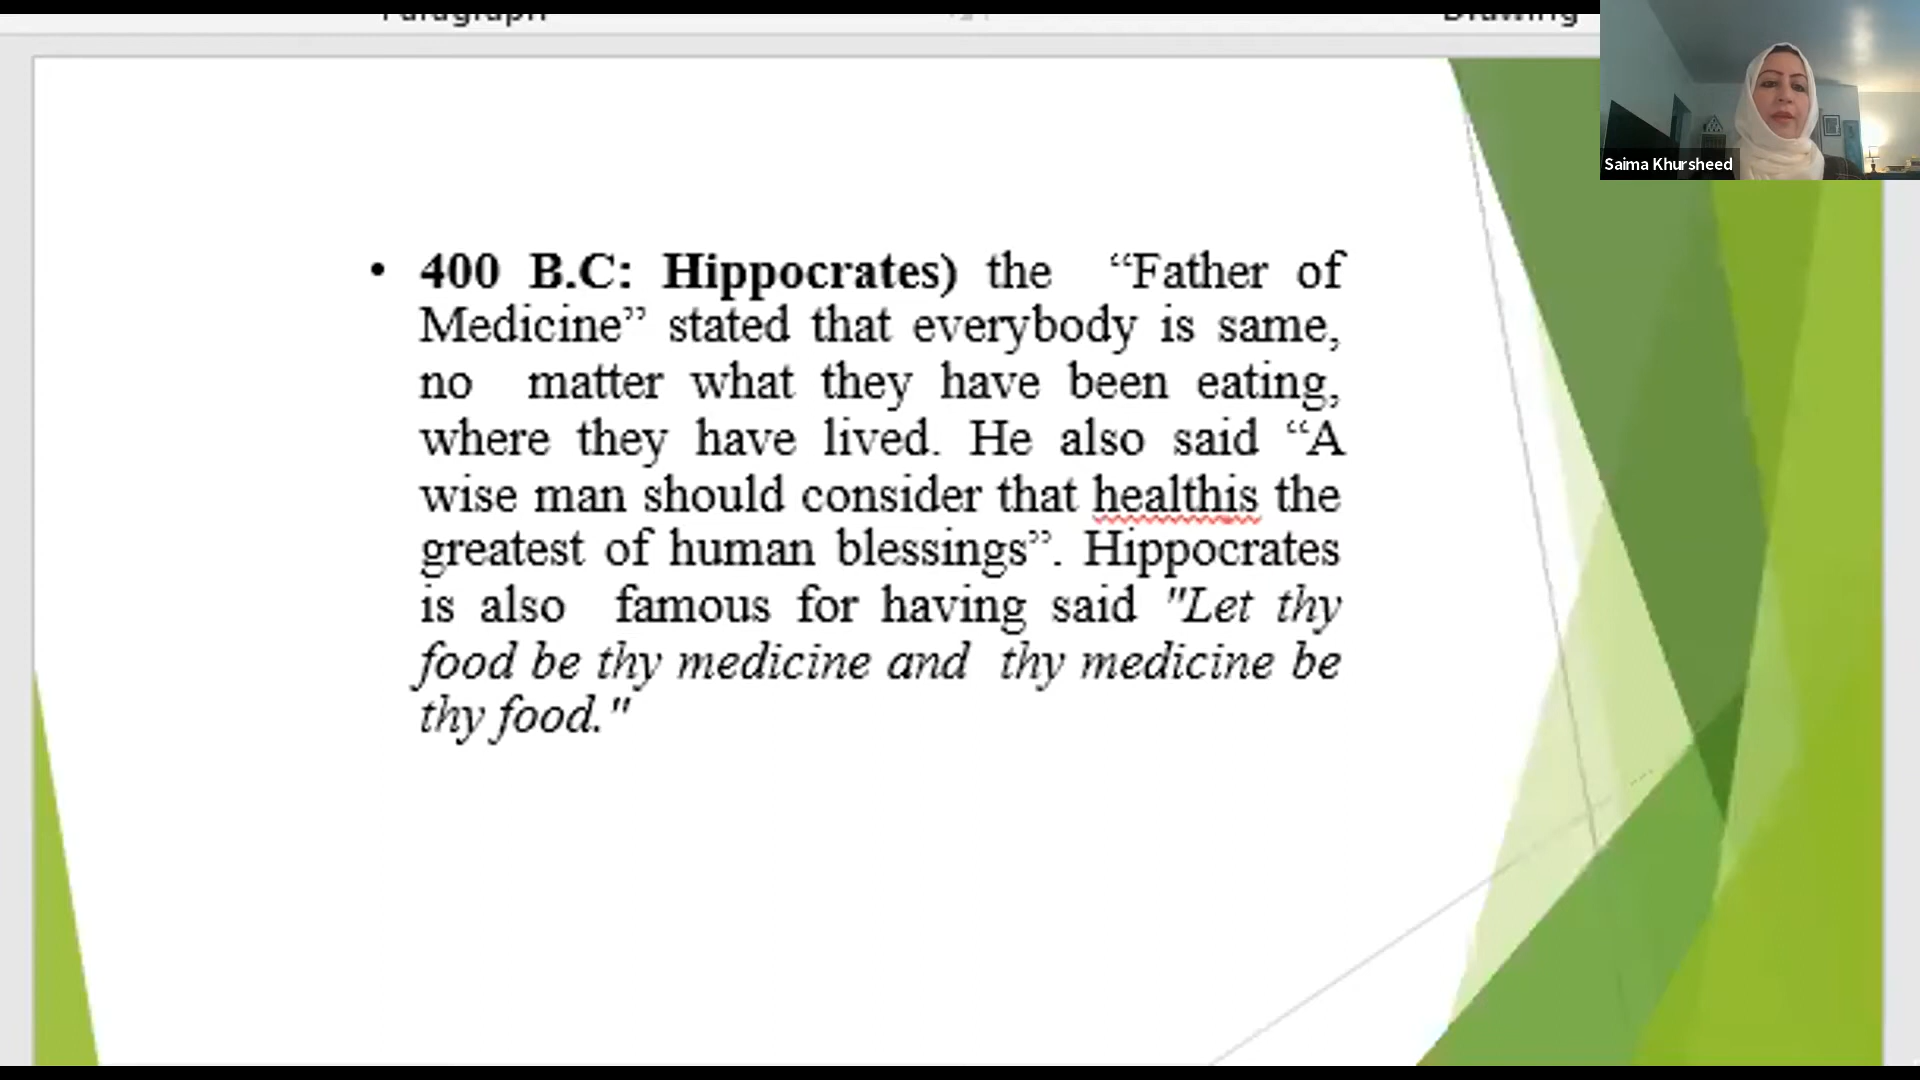 Paragraph
Drawing
Saima Khursheed
• 400 B.C: Hippocrates) the “Father of
Medicine” stated that everybody is same,
no matter what they have been eating,
where they have lived. He also said “A
wise man should consider that healthis the
greatest of human blessings”. Hippocrates
is also famous for having said "Let thy
food be thy medicine and thy medicine be
thy food."